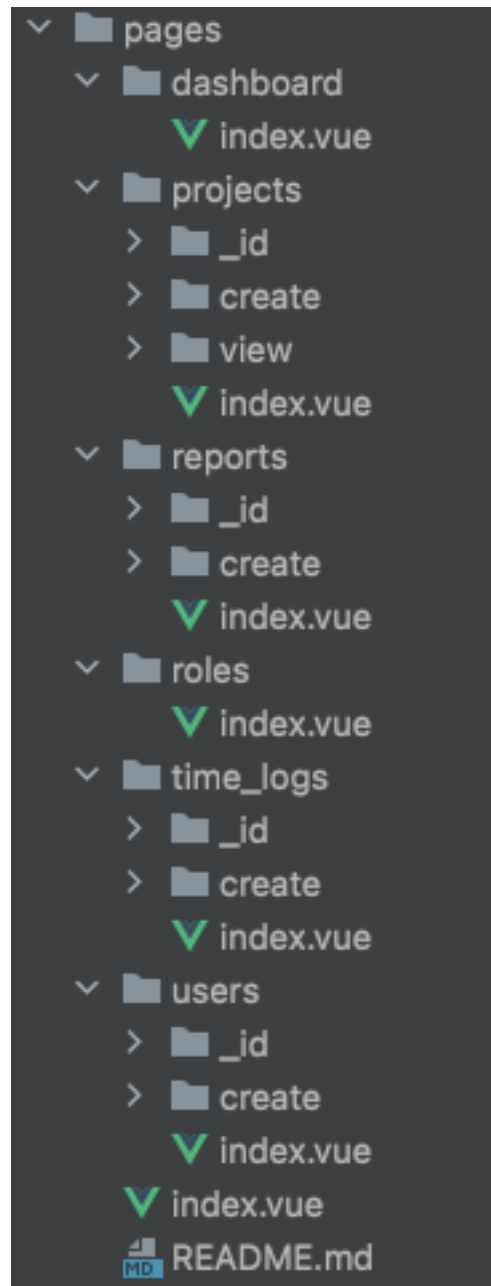 pages
dashboard
index.vue
projects
_id
create
view
index.vue
reports
_id
create
index.vue
roles
index.vue
time_logs
_id
create
index.vue
users
_id
create
index.vue
index.vue
MD README.md